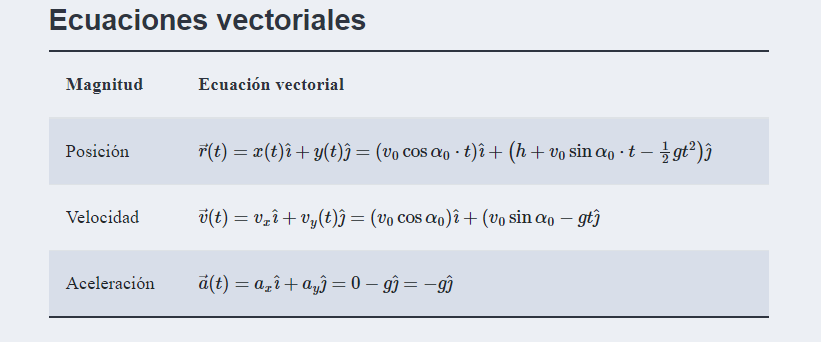 Ecuaciones vectoriales
Magnitud Ecuación vectorial
Posición r⃗(t) = x(t)î + y(t)ĵ = (v₀ cos α₀ · t)î + (h + v₀ sin α₀ · t − ½gt²)ĵ
Velocidad v⃗(t) = vₓî + v_y(t)ĵ = (v₀ cos α₀)î + (v₀ sin α₀ − gtĵ
Aceleración a⃗(t) = aₓî + a_yĵ = 0 − gĵ = −gĵ